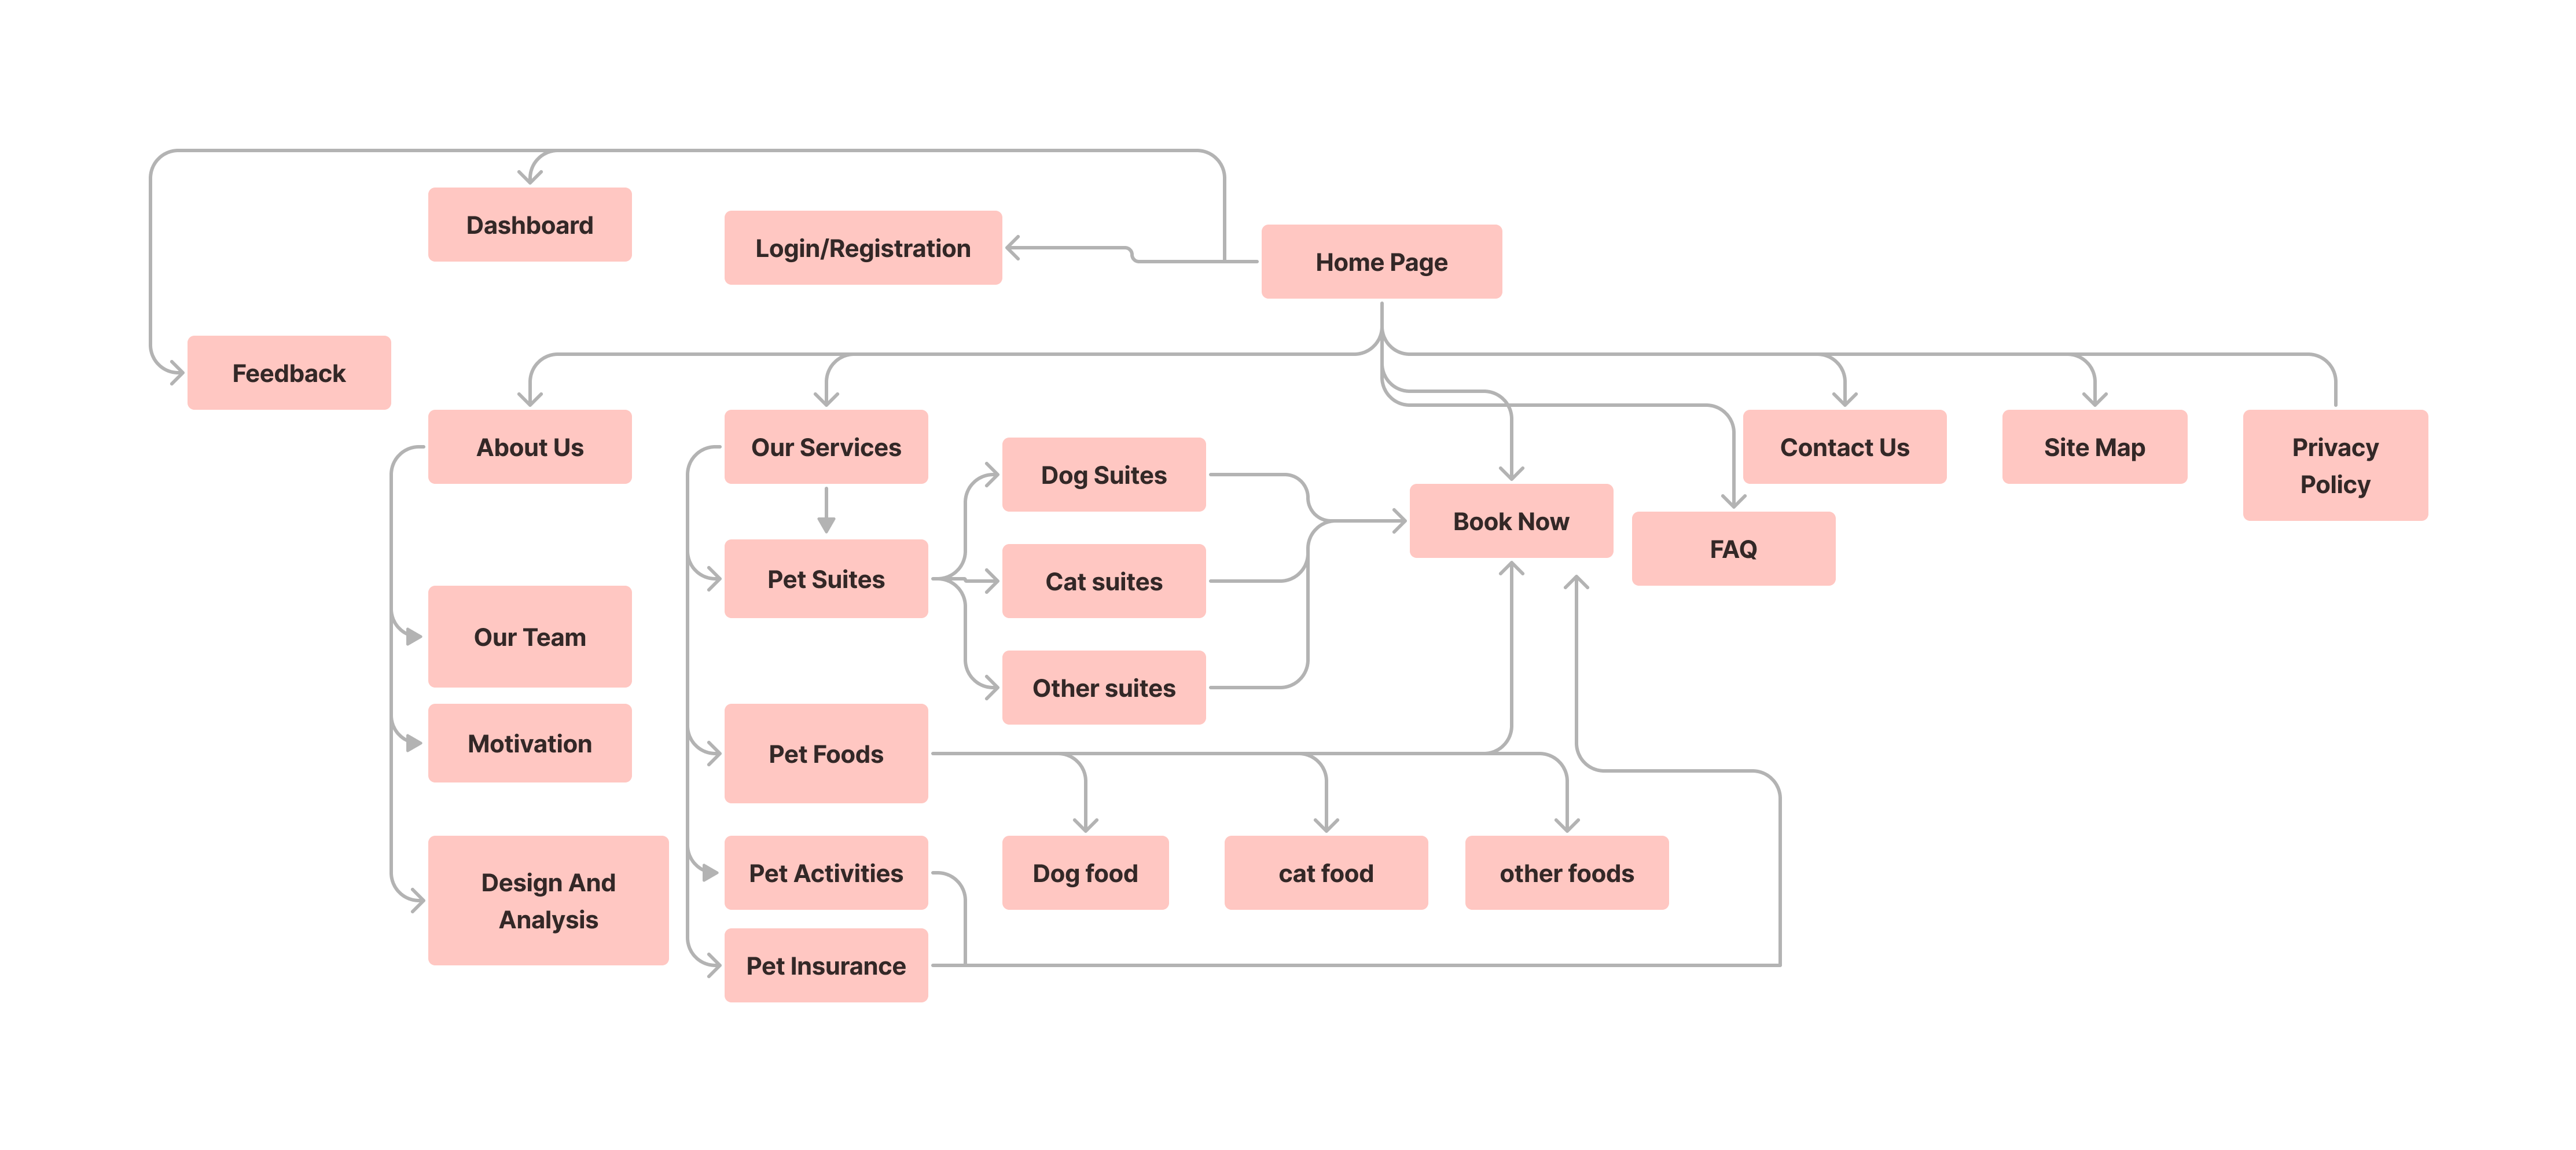 Dashboard
Login/Registration
Home Page
Feedback
About Us
Our Services
Contact Us
Site Map
Privacy
Policy
Dog Suites
Book Now
FAQ
Pet Suites
Cat suites
Our Team
Other suites
Motivation
Pet Foods
Design And
Analysis
Pet Activities
Dog food
cat food
other foods
Pet Insurance